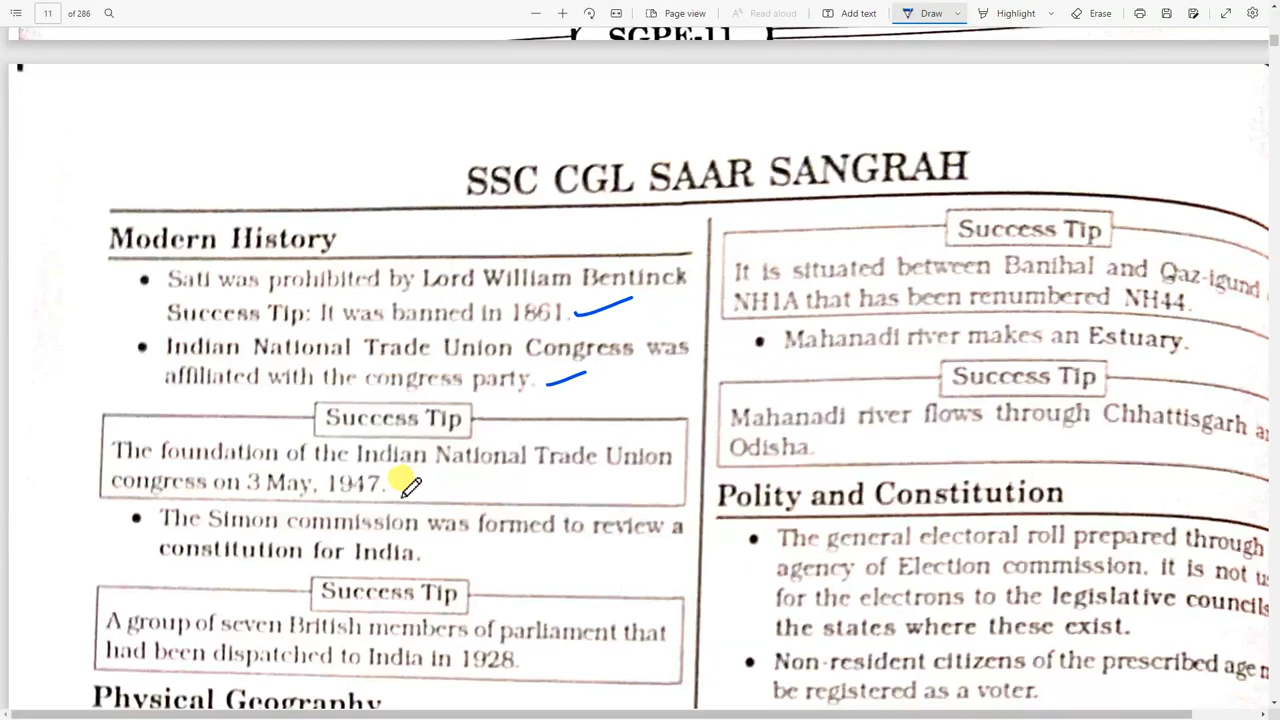 11
of 286
Page view
Read aloud
Add text
Draw
Highlight
Erase
SGPE-11
SSC CGL SAAR SANGRAH
Modern History
• Sati was prohibited by Lord William Bentinck
Success Tip: It was banned in 1861.
• Indian National Trade Union Congress was
affiliated with the congress party.
Success Tip
The foundation of the Indian National Trade Union
congress on 3 May, 1947.
• The Simon commission was formed to review a
constitution for India.
Success Tip
A group of seven British members of parliament that
had been dispatched to India in 1928.
Physical Geography
Success Tip
It is situated between Banihal and Qaz-igund
NH1A that has been renumbered NH44.
• Mahanadi river makes an Estuary.
Success Tip
Mahanadi river flows through Chhattisgarh
Odisha.
Polity and Constitution
• The general electoral roll prepared through
agency of Election commission. it is not
for the electrons to the legislative councils
the states where these exist.
• Non-resident citizens of the prescribed age
be registered as a voter.